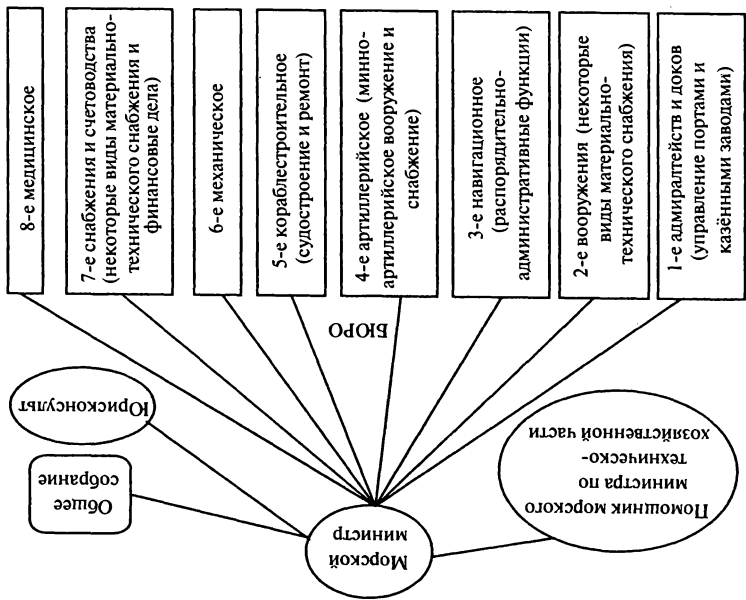 Морской
министр
Помощник морского
министра по
техническо-
хозяйственной части
Общее
собрание
Юрисконсульт
БЮРО
1-е адмиралтейств и доков
(управление портами и
казёнными заводами)
2-е вооружения (некоторые
виды материально-
технического снабжения)
3-е навигационное
(распорядительно-
административные функции)
4-е артиллерийское (минно-
артиллерийское вооружение и
снабжение)
5-е кораблестроительное
(судостроение и ремонт)
6-е механическое
7-е снабжения и счетоводства
(некоторые виды материально-
технического снабжения и
финансовые дела)
8-е медицинское